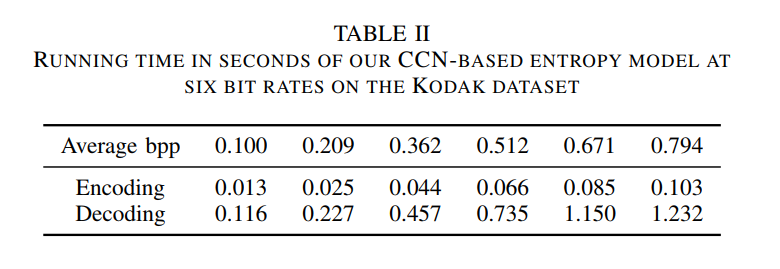 TABLE II
RUNNING TIME IN SECONDS OF OUR CCN-BASED ENTROPY MODEL AT
SIX BIT RATES ON THE KODAK DATASET
Average bpp 0.100 0.209 0.362 0.512 0.671 0.794
Encoding 0.013 0.025 0.044 0.066 0.085 0.103
Decoding 0.116 0.227 0.457 0.735 1.150 1.232